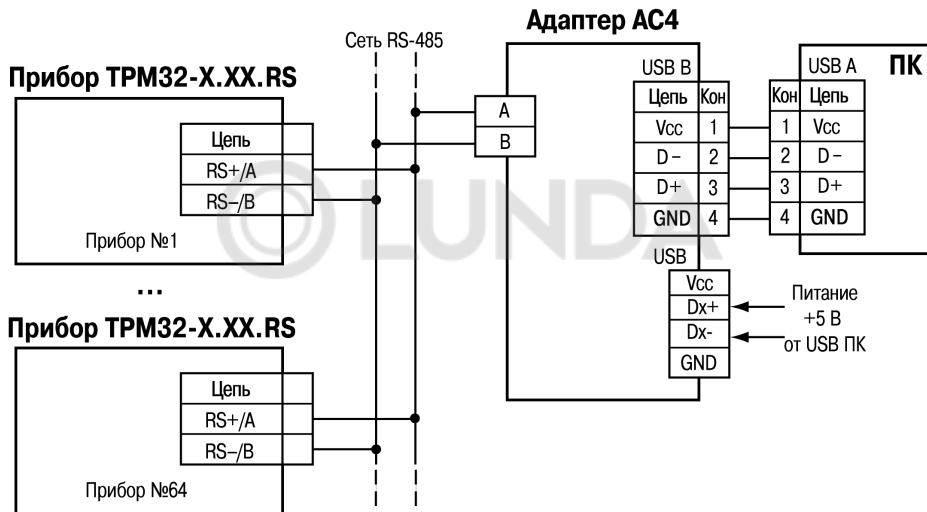 Адаптер АС4
Сеть RS-485
Прибор ТРМ32-Х.ХХ.RS
Цепь
RS+/A
RS–/B
Прибор №1
...
Прибор ТРМ32-Х.ХХ.RS
Цепь
RS+/A
RS–/B
Прибор №64
A
B
USB B
Цепь Кон
Vcc 1
D– 2
D+ 3
GND 4
USB A
ПК
Кон Цепь
1 Vcc
2 D–
3 D+
4 GND
USB
Vcc
Dx+
Dx-
GND
Питание
+5 В
от USB ПК
LUNDA